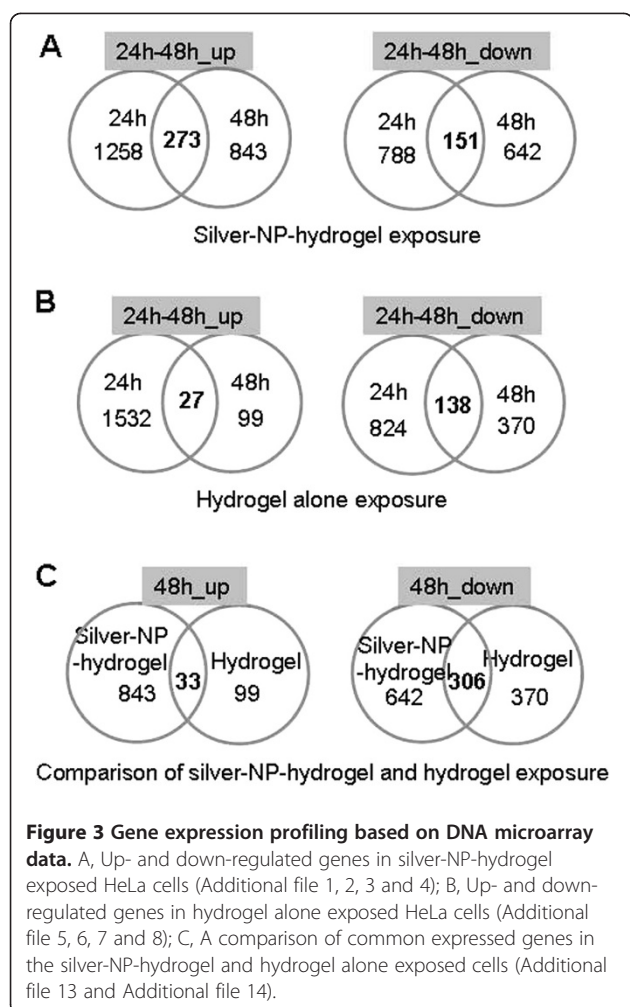 A
24h-48h_up 24h-48h_down
24h 273 48h 24h 151 48h
1258 843 788 642
Silver-NP-hydrogel exposure
B
24h-48h_up 24h-48h_down
24h 27 48h 24h 138 48h
1532 99 824 370
Hydrogel alone exposure
C
48h_up 48h_down
Silver-NP Silver-NP
-hydrogel 33 Hydrogel -hydrogel 306 Hydrogel
843 99 642 370
Comparison of silver-NP-hydrogel and hydrogel exposure
Figure 3 Gene expression profiling based on DNA microarray
data. A, Up- and down-regulated genes in silver-NP-hydrogel
exposed HeLa cells (Additional file 1, 2, 3 and 4); B, Up- and down-
regulated genes in hydrogel alone exposed HeLa cells (Additional
file 5, 6, 7 and 8); C, A comparison of common expressed genes in
the silver-NP-hydrogel and hydrogel alone exposed cells (Additional
file 13 and Additional file 14).